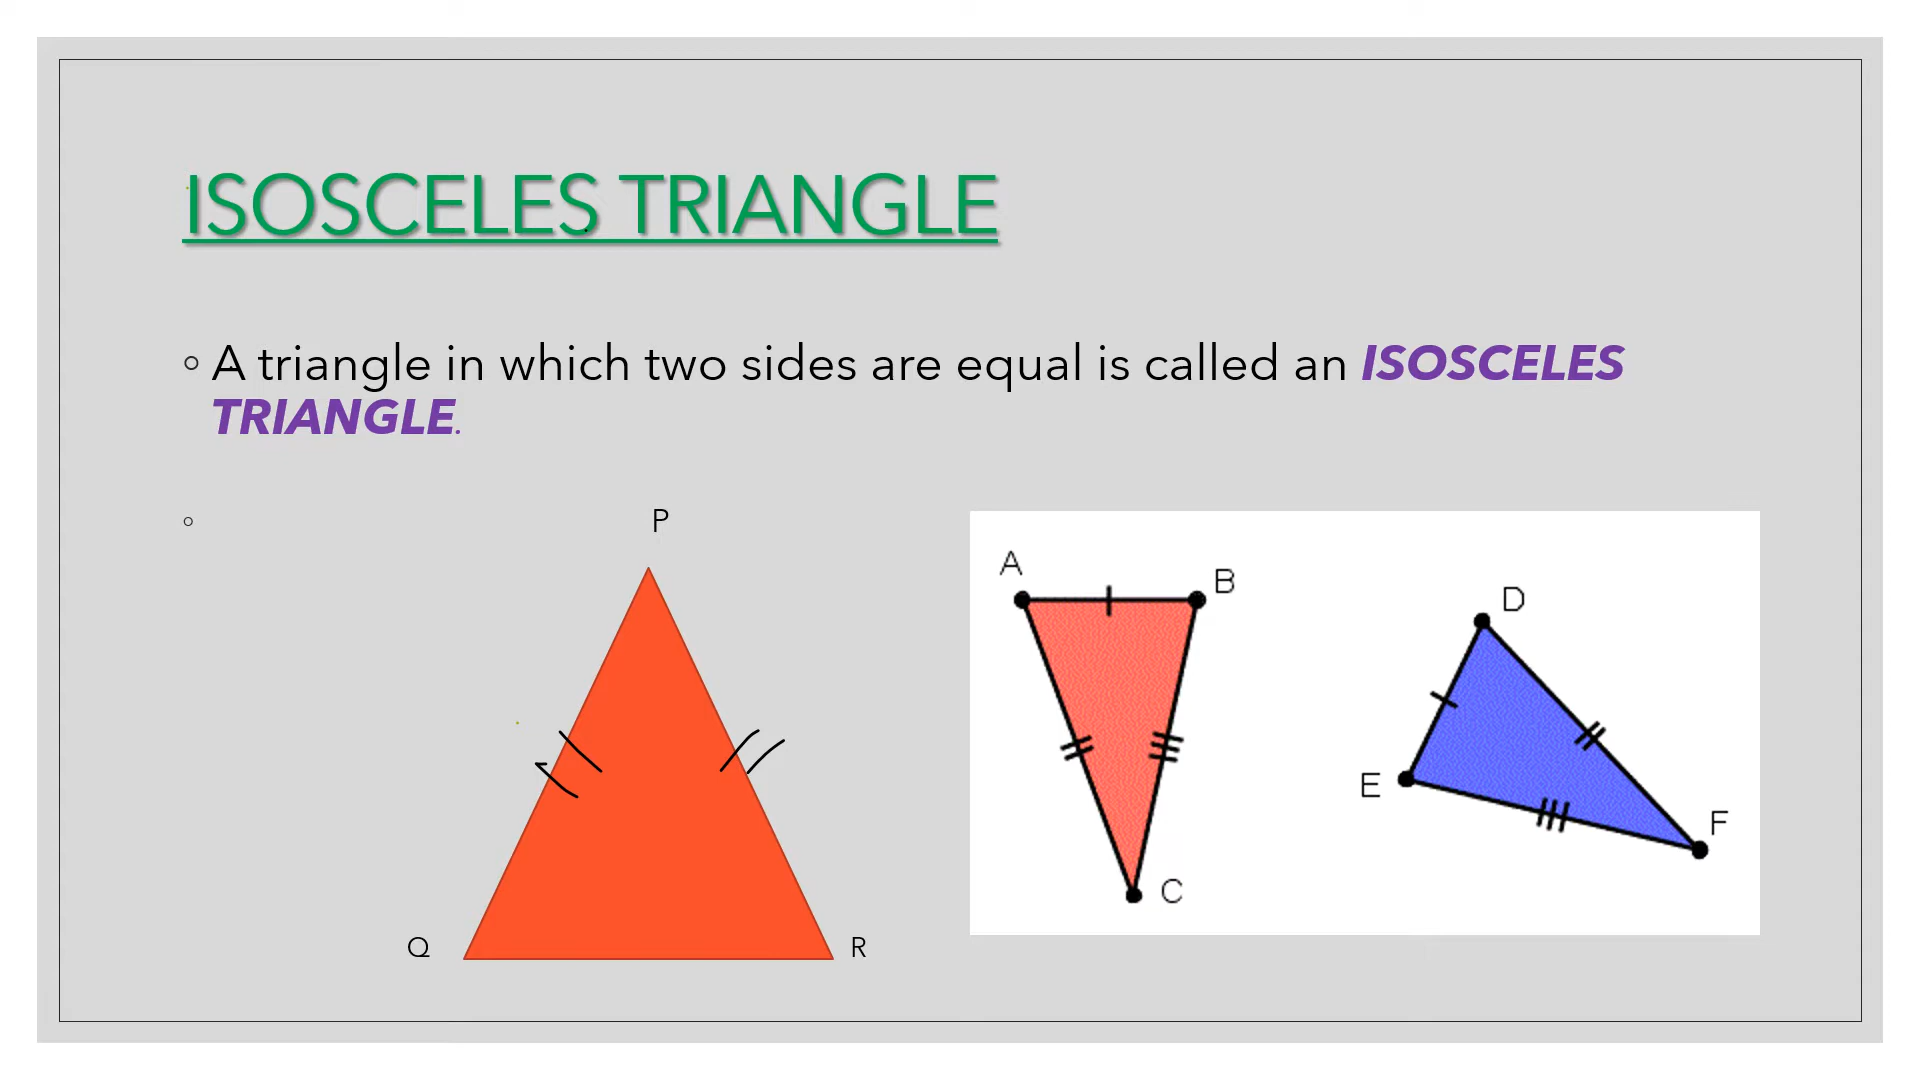 ISOSCELES TRIANGLE
A triangle in which two sides are equal is called an ISOSCELES
TRIANGLE.
P
A
B
D
E
F
C
Q
R